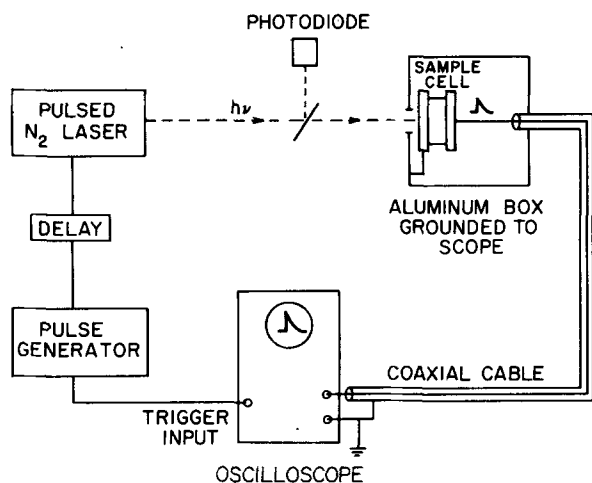 PHOTODIODE
PULSED
N₂ LASER
hν
SAMPLE
CELL
ALUMINUM BOX
GROUNDED TO
SCOPE
DELAY
PULSE
GENERATOR
TRIGGER
INPUT
COAXIAL CABLE
OSCILLOSCOPE